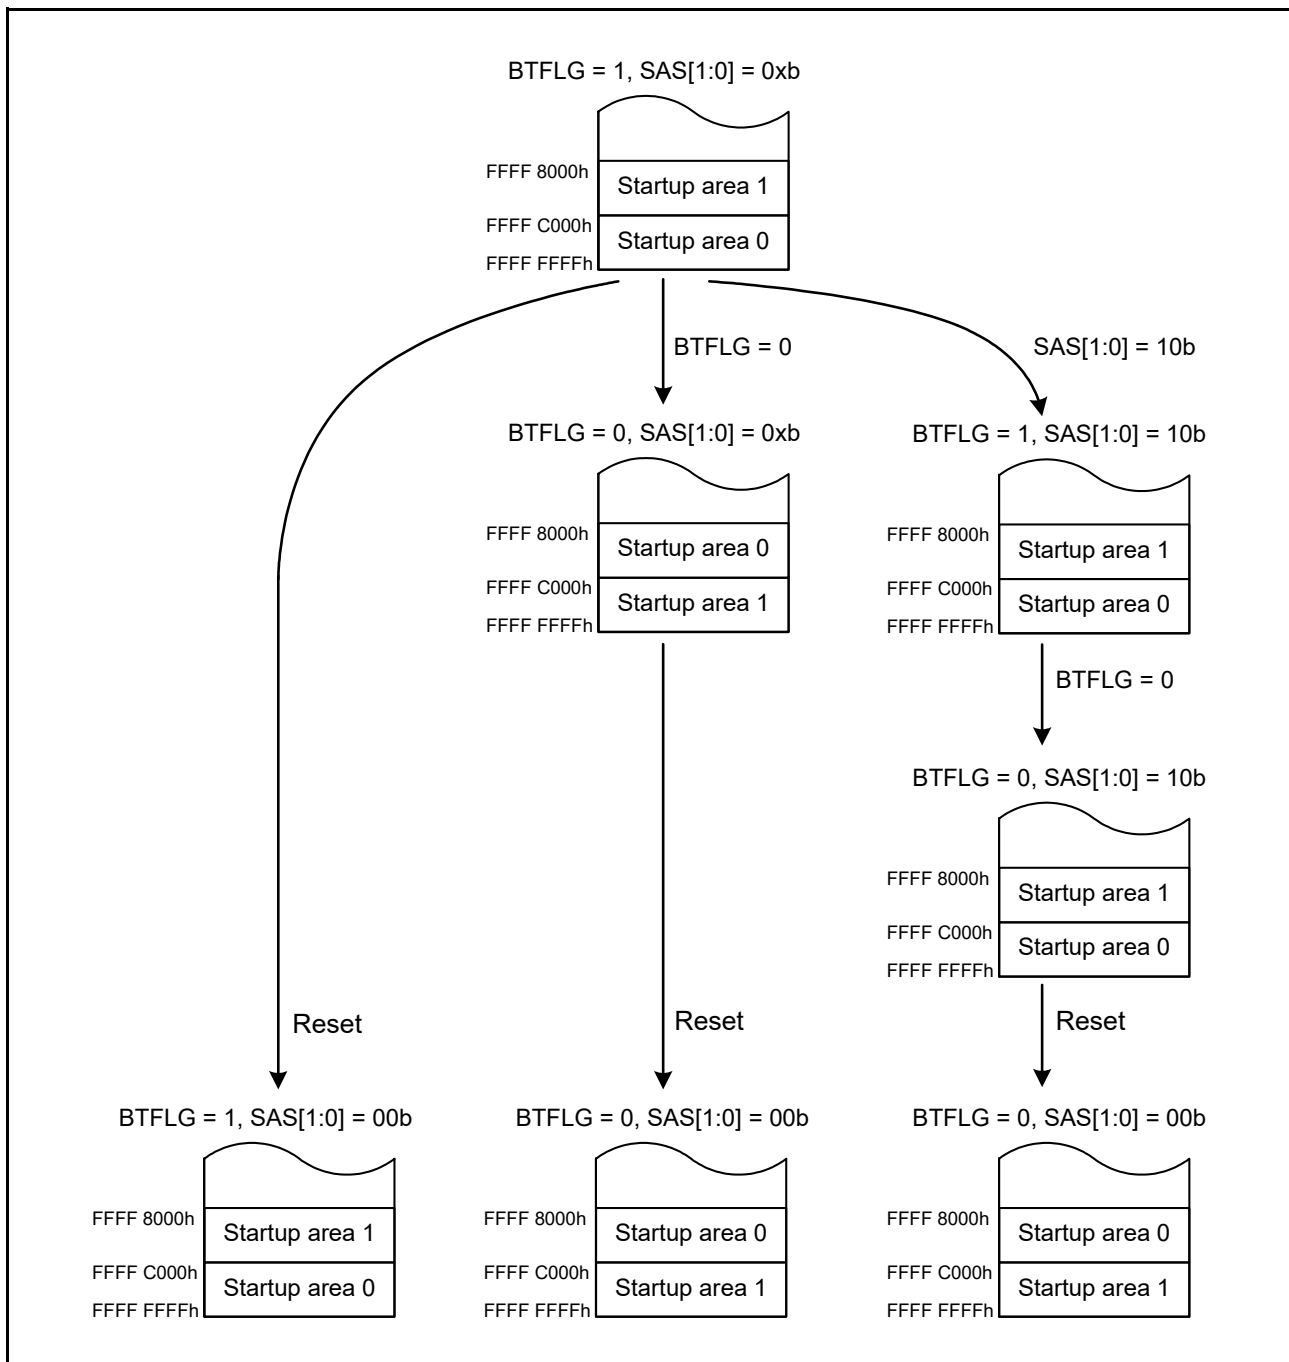 BTFLG = 1, SAS[1:0] = 0xb
FFFF 8000h
Startup area 1
FFFF C000h
Startup area 0
FFFF FFFFh
BTFLG = 0
SAS[1:0] = 10b
BTFLG = 0, SAS[1:0] = 0xb
FFFF 8000h
Startup area 0
FFFF C000h
Startup area 1
FFFF FFFFh
BTFLG = 1, SAS[1:0] = 10b
FFFF 8000h
Startup area 1
FFFF C000h
Startup area 0
FFFF FFFFh
BTFLG = 0
BTFLG = 0, SAS[1:0] = 10b
FFFF 8000h
Startup area 1
FFFF C000h
Startup area 0
FFFF FFFFh
Reset
Reset
Reset
BTFLG = 1, SAS[1:0] = 00b
FFFF 8000h
Startup area 1
FFFF C000h
Startup area 0
FFFF FFFFh
BTFLG = 0, SAS[1:0] = 00b
FFFF 8000h
Startup area 0
FFFF C000h
Startup area 1
FFFF FFFFh
BTFLG = 0, SAS[1:0] = 00b
FFFF 8000h
Startup area 0
FFFF C000h
Startup area 1
FFFF FFFFh